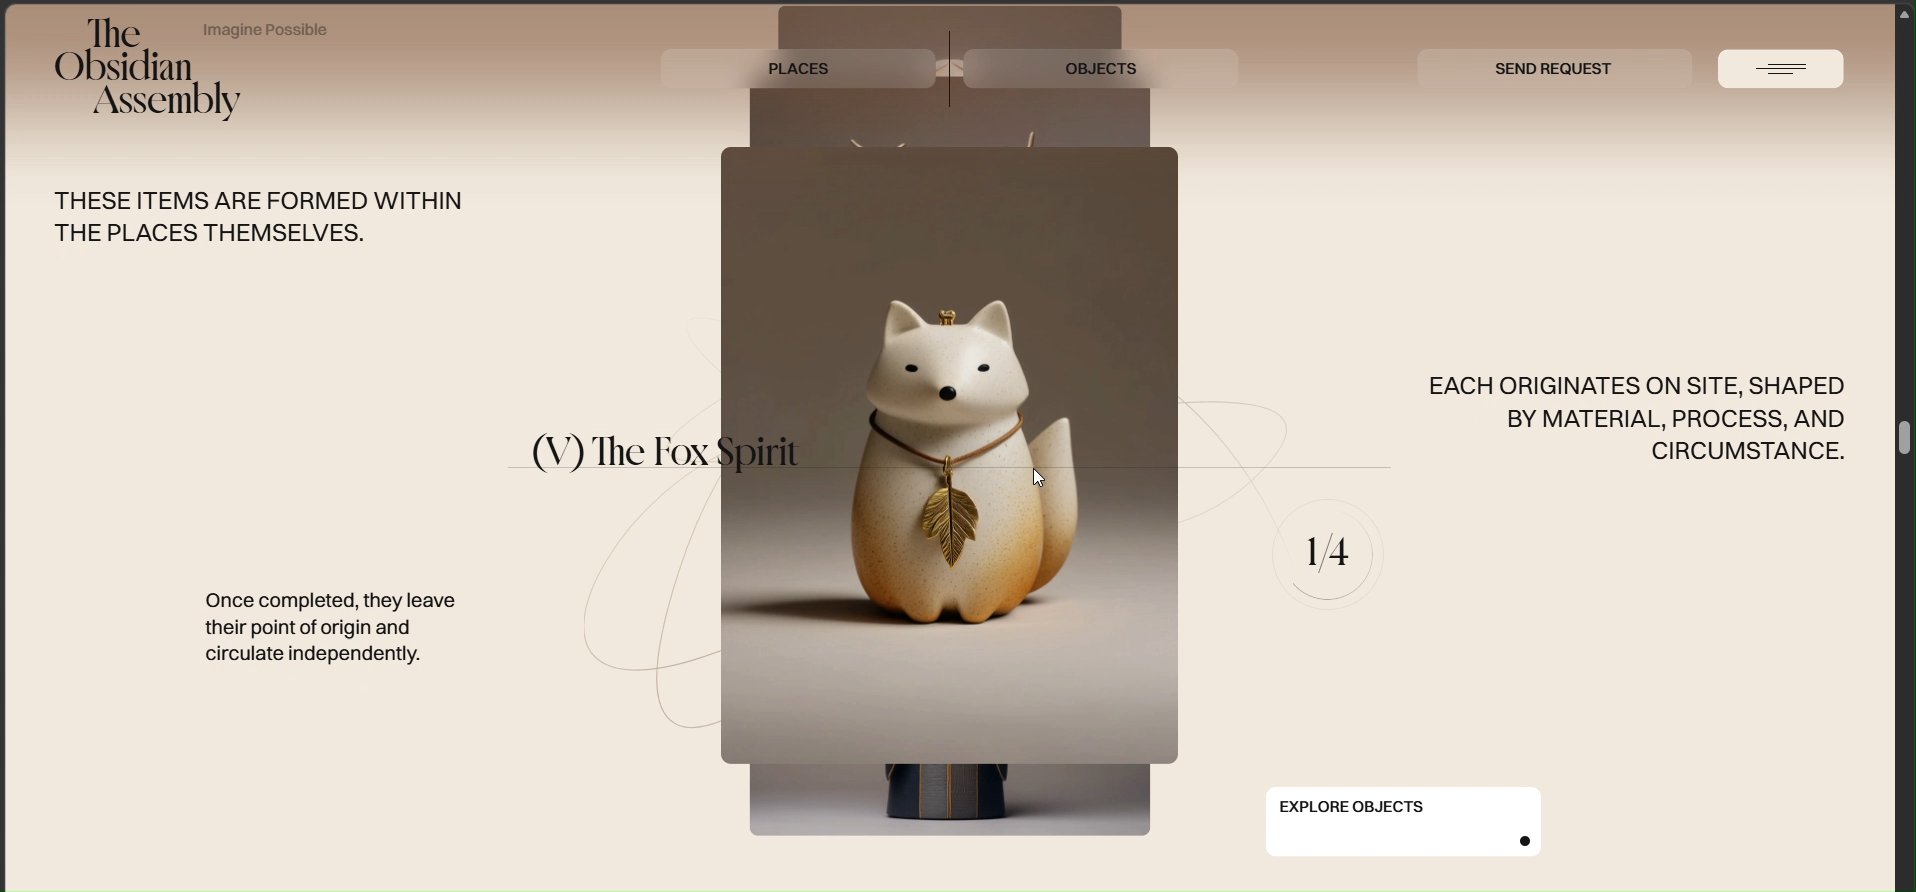 The
Obsidian
Assembly
Imagine Possible
PLACES
OBJECTS
SEND REQUEST
THESE ITEMS ARE FORMED WITHIN
THE PLACES THEMSELVES.
EACH ORIGINATES ON SITE, SHAPED
BY MATERIAL, PROCESS, AND
CIRCUMSTANCE.
(V) The Fox Spirit
1/4
Once completed, they leave
their point of origin and
circulate independently.
EXPLORE OBJECTS